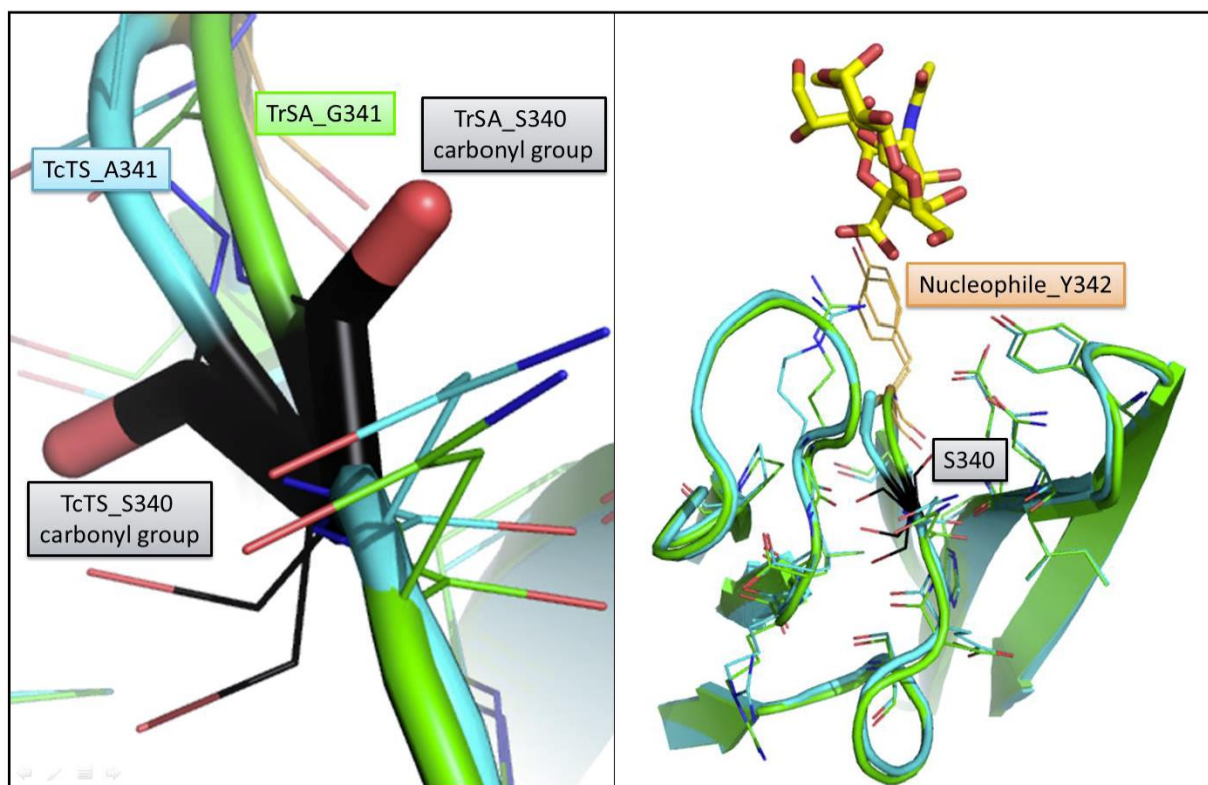 TrSA_G341
TrSA_S340
carbonyl group
TcTS_A341
TcTS_S340
carbonyl group
Nucleophile_Y342
S340